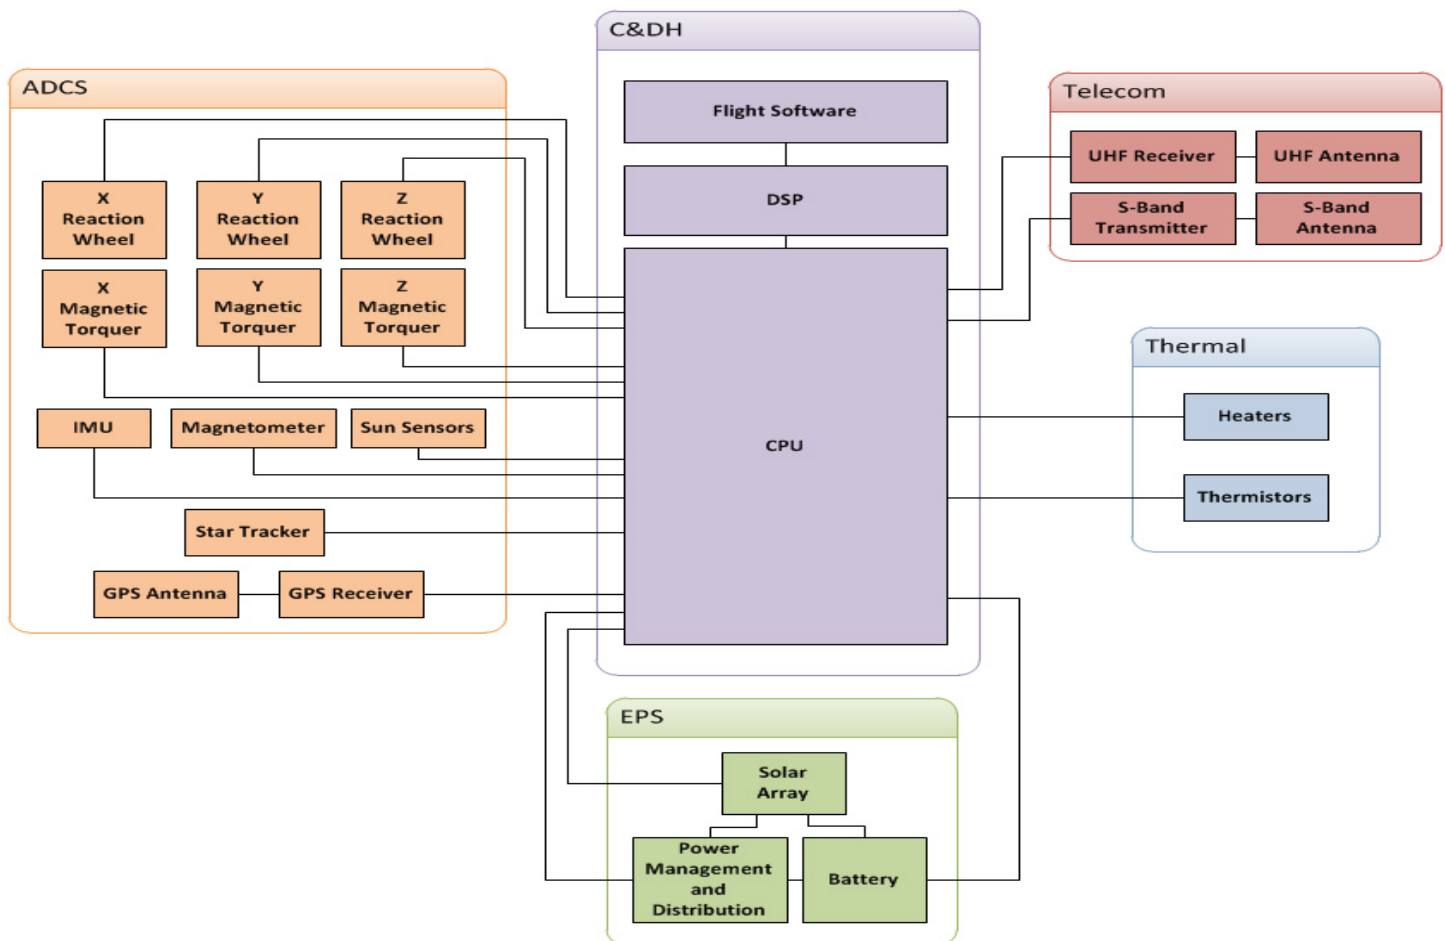 C&DH
Flight Software
DSP
CPU
ADCS
X
Reaction
Wheel
Y
Reaction
Wheel
Z
Reaction
Wheel
X
Magnetic
Torquer
Y
Magnetic
Torquer
Z
Magnetic
Torquer
IMU
Magnetometer
Sun Sensors
Star Tracker
GPS Antenna
GPS Receiver
Telecom
UHF Receiver
UHF Antenna
S-Band
Transmitter
S-Band
Antenna
Thermal
Heaters
Thermistors
EPS
Solar
Array
Power
Management
and
Distribution
Battery